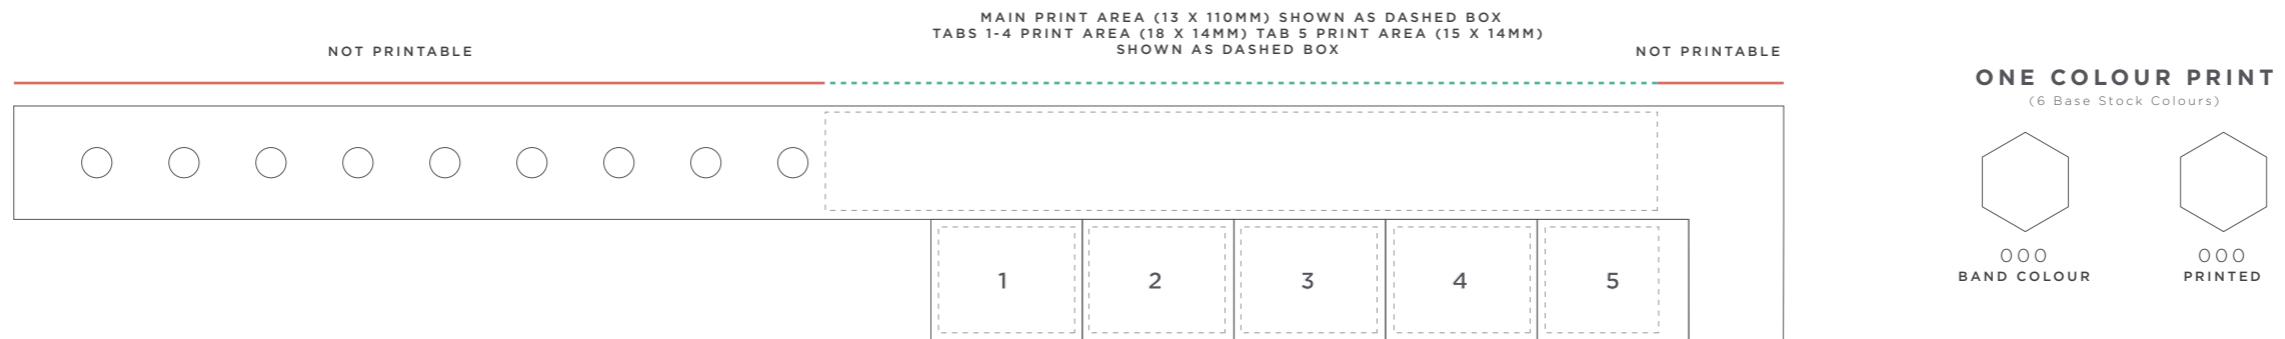 NOT PRINTABLE
MAIN PRINT AREA (13 X 110MM) SHOWN AS DASHED BOX
TABS 1-4 PRINT AREA (18 X 14MM) TAB 5 PRINT AREA (15 X 14MM)
SHOWN AS DASHED BOX
NOT PRINTABLE
1
2
3
4
5
ONE COLOUR PRINT
(6 Base Stock Colours)
000
BAND COLOUR
000
PRINTED